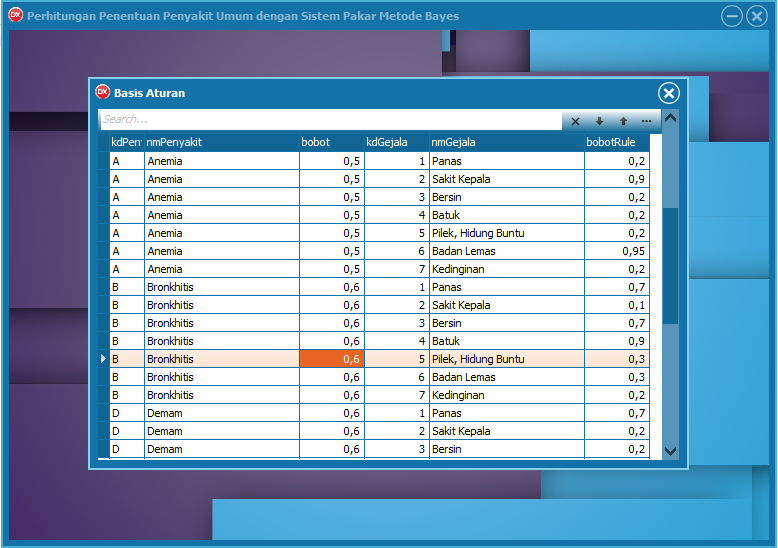 DX Perhitungan Penentuan Penyakit Umum dengan Sistem Pakar Metode Bayes
DX Basis Aturan
Search...
kdPeny nmPenyakit bobot kdGejala nmGejala bobotRule
A Anemia 0,5 1 Panas 0,2
A Anemia 0,5 2 Sakit Kepala 0,9
A Anemia 0,5 3 Bersin 0,2
A Anemia 0,5 4 Batuk 0,2
A Anemia 0,5 5 Pilek, Hidung Buntu 0,2
A Anemia 0,5 6 Badan Lemas 0,95
A Anemia 0,5 7 Kedinginan 0,2
B Bronkhitis 0,6 1 Panas 0,7
B Bronkhitis 0,6 2 Sakit Kepala 0,1
B Bronkhitis 0,6 3 Bersin 0,7
B Bronkhitis 0,6 4 Batuk 0,9
B Bronkhitis 0,6 5 Pilek, Hidung Buntu 0,3
B Bronkhitis 0,6 6 Badan Lemas 0,3
B Bronkhitis 0,6 7 Kedinginan 0,2
D Demam 0,6 1 Panas 0,7
D Demam 0,6 2 Sakit Kepala 0,2
D Demam 0,6 3 Bersin 0,2